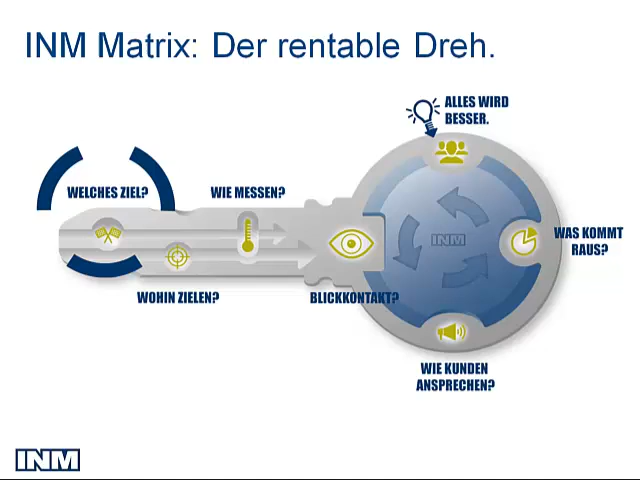 INM Matrix: Der rentable Dreh.
ALLES WIRD
BESSER.
WELCHES ZIEL?
WIE MESSEN?
INM
WAS KOMMT
RAUS?
WOHIN ZIELEN?
BLICKKONTAKT?
WIE KUNDEN
ANSPRECHEN?
INM